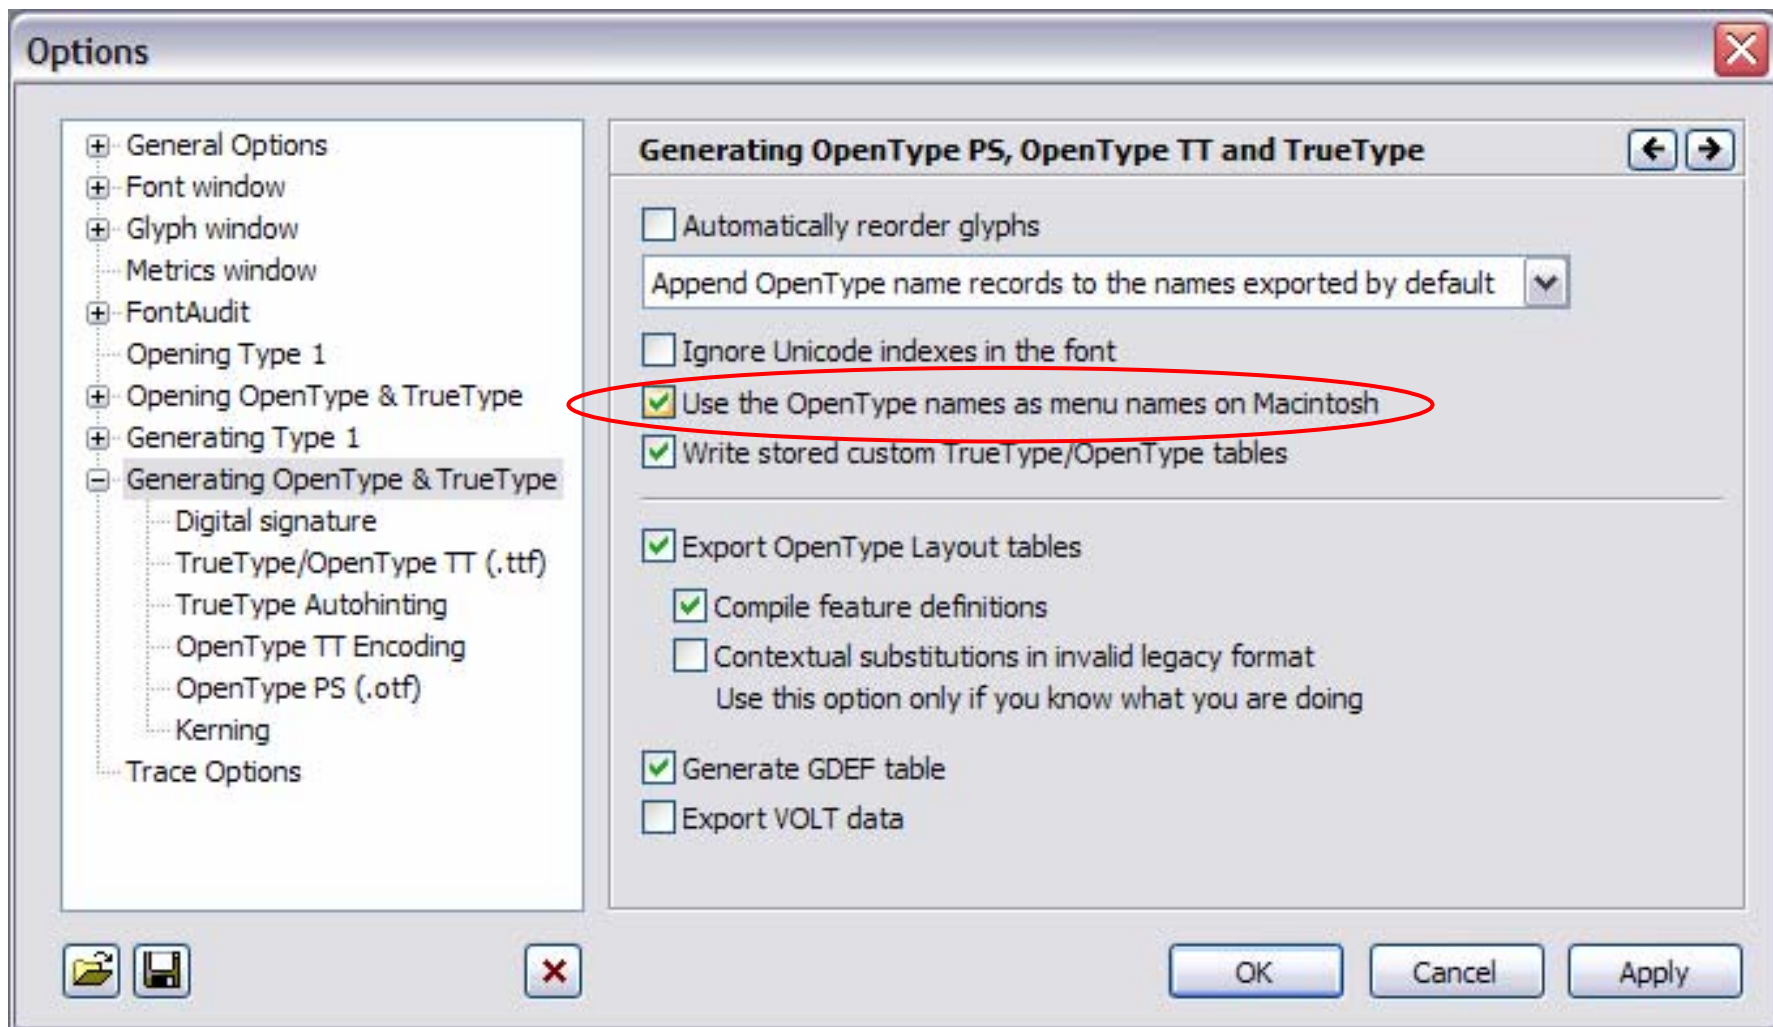 Options
General Options
Font window
Glyph window
Metrics window
FontAudit
Opening Type 1
Opening OpenType & TrueType
Generating Type 1
Generating OpenType & TrueType
Digital signature
TrueType/OpenType TT (.ttf)
TrueType Autohinting
OpenType TT Encoding
OpenType PS (.otf)
Kerning
Trace Options
Generating OpenType PS, OpenType TT and TrueType
Automatically reorder glyphs
Append OpenType name records to the names exported by default
Ignore Unicode indexes in the font
Use the OpenType names as menu names on Macintosh
Write stored custom TrueType/OpenType tables
Export OpenType Layout tables
Compile feature definitions
Contextual substitutions in invalid legacy format
Use this option only if you know what you are doing
Generate GDEF table
Export VOLT data
OK
Cancel
Apply